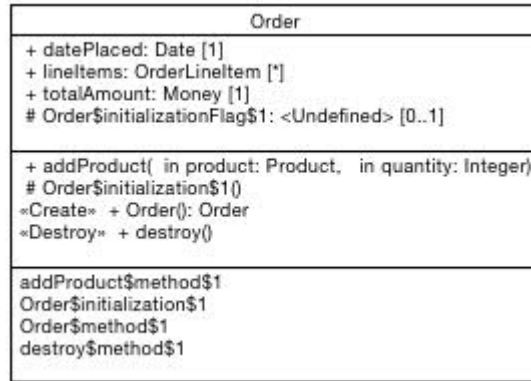 Order
+ datePlaced: Date [1]
+ lineItems: OrderLineItem [*]
+ totalAmount: Money [1]
# Order$initializationFlag$1: <Undefined> [0..1]
+ addProduct( in product: Product, in quantity: Integer)
# Order$initialization$1()
«Create» + Order(): Order
«Destroy» + destroy()
addProduct$method$1
Order$initialization$1
Order$method$1
destroy$method$1